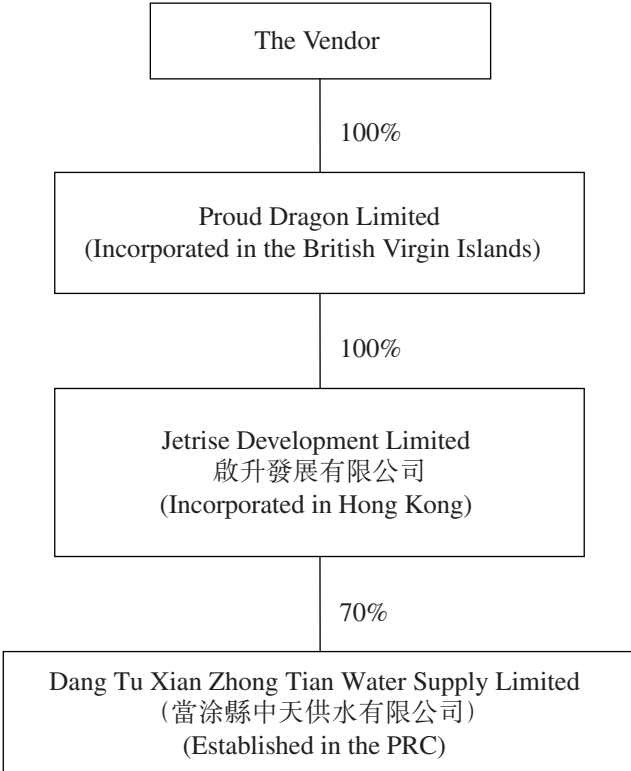 The Vendor
100%
Proud Dragon Limited
(Incorporated in the British Virgin Islands)
100%
Jetrise Development Limited
啟升發展有限公司
(Incorporated in Hong Kong)
70%
Dang Tu Xian Zhong Tian Water Supply Limited
(當涂縣中天供水有限公司)
(Established in the PRC)